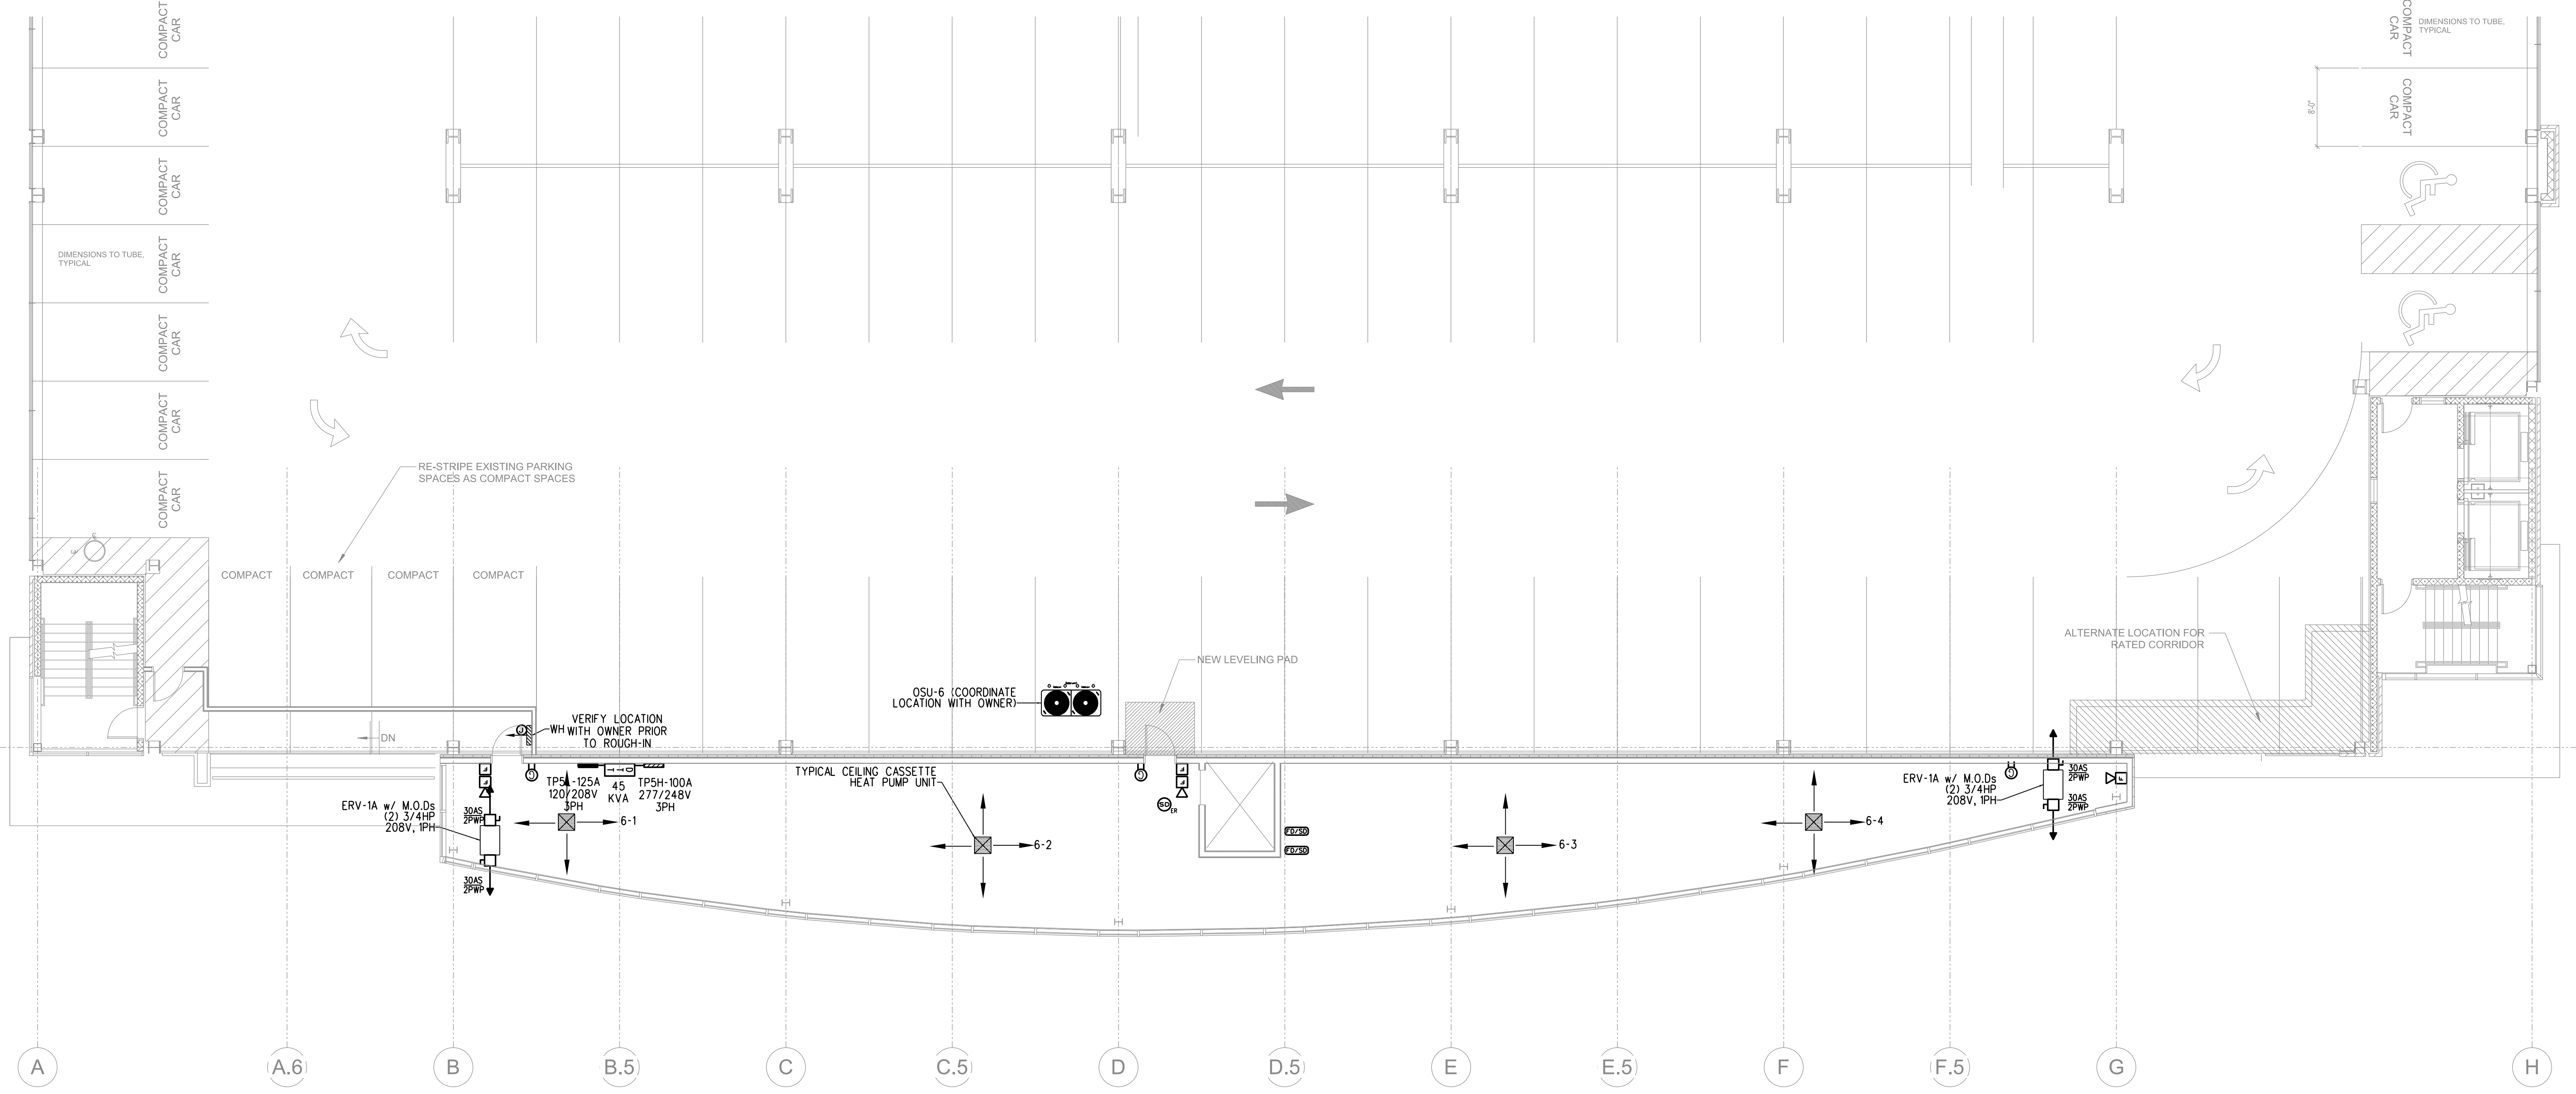 COMPACT
CAR
COMPACT
CAR
COMPACT
CAR
COMPACT
CAR
COMPACT
CAR
COMPACT
CAR
COMPACT
CAR
DIMENSIONS TO TUBE,
TYPICAL
COMPACT
CAR
DIMENSIONS TO TUBE,
TYPICAL
COMPACT
CAR
8'-0"
RE-STRIPE EXISTING PARKING
SPACES AS COMPACT SPACES
COMPACT
COMPACT
COMPACT
COMPACT
DN
WH
VERIFY LOCATION
WITH OWNER PRIOR
TO ROUGH-IN
OSU-6 (COORDINATE
LOCATION WITH OWNER)
NEW LEVELING PAD
ALTERNATE LOCATION FOR
RATED CORRIDOR
TP5L-125A
120/208V
3PH
45
KVA
TP5H-100A
277/248V
3PH
TYPICAL CEILING CASSETTE
HEAT PUMP UNIT
ERV-1A w/ M.O.Ds
(2) 3/4HP
208V, 1PH
30AS
2PWP
30AS
2PWP
6-1
6-2
SD
ER
FD/SD
FD/SD
6-3
6-4
ERV-1A w/ M.O.Ds
(2) 3/4HP
208V, 1PH
30AS
2PWP
30AS
2PWP
F
J
A
A.6
B
B.5
C
C.5
D
D.5
E
E.5
F
F.5
G
H